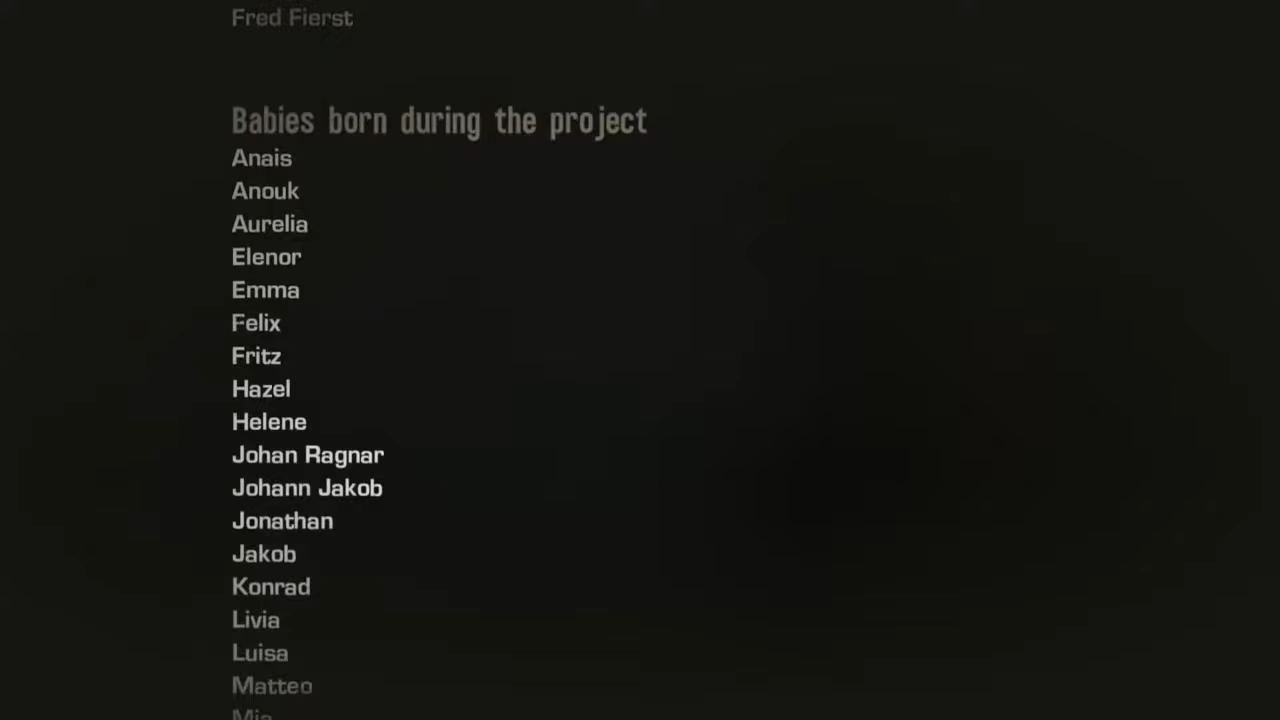 Fred Fierst
Babies born during the project
Anais
Anouk
Aurelia
Elenor
Emma
Felix
Fritz
Hazel
Helene
Johan Ragnar
Johann Jakob
Jonathan
Jakob
Konrad
Livia
Luisa
Matteo
Mia